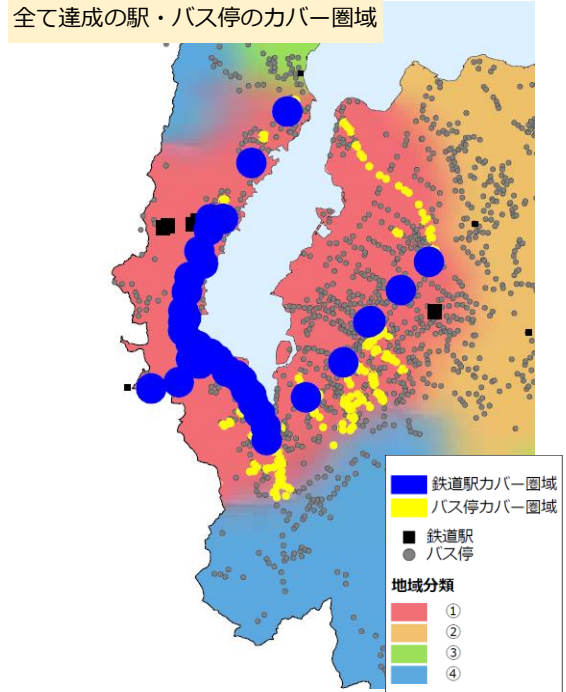 全て達成の駅・バス停のカバー圏域
鉄道駅カバー圏域
バス停カバー圏域
鉄道駅
バス停
地域分類
①
②
③
④